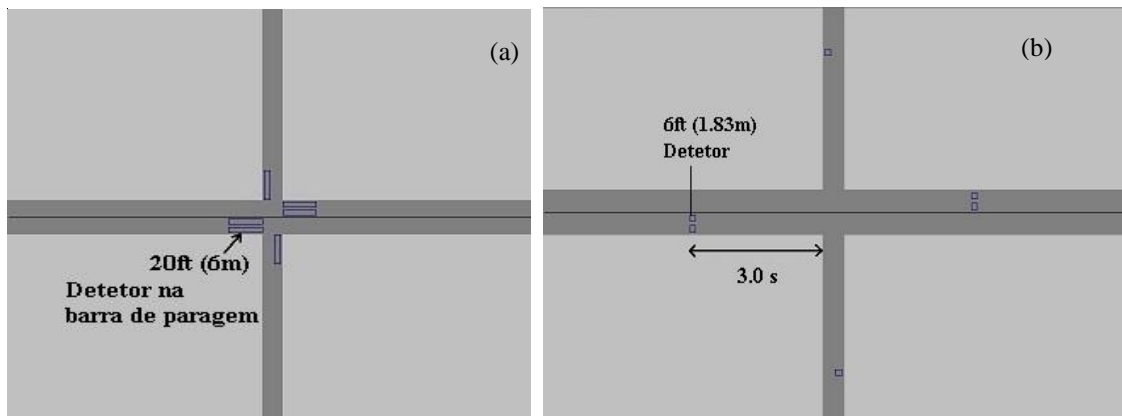 (a)
20ft (6m)
Detetor na
barra de paragem
(b)
6ft (1.83m)
Detetor
3.0 s